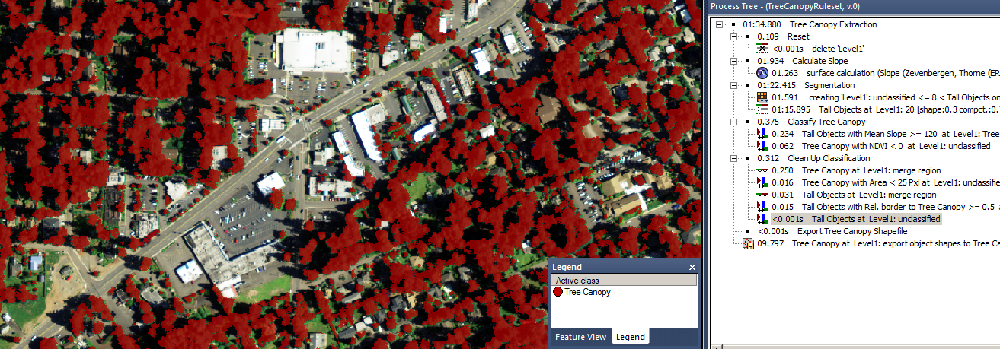 Process Tree - (TreeCanopyRuleset, v.0)
01:34.880 Tree Canopy Extraction
0.109 Reset
<0.001s delete 'Level1'
01.934 Calculate Slope
01.263 surface calculation (Slope (Zevenbergen, Thorne (ER
01:22.415 Segmentation
01.591 creating 'Level1': unclassified <= 8 < Tall Objects on
01:15.895 Tall Objects at Level1: 20 [shape:0.3 compct.:0.
0.375 Classify Tree Canopy
0.234 Tall Objects with Mean Slope >= 120 at Level1: Tree
0.062 Tree Canopy with NDVI < 0 at Level1: unclassified
0.312 Clean Up Classification
0.250 Tree Canopy at Level1: merge region
0.016 Tree Canopy with Area < 25 Pxl at Level1: unclassifie
0.031 Tall Objects at Level1: merge region
0.015 Tall Objects with Rel. border to Tree Canopy >= 0.5
<0.001s Tall Objects at Level1: unclassified
<0.001s Export Tree Canopy Shapefile
09.797 Tree Canopy at Level1: export object shapes to Tree Ca
Legend
Active class
Tree Canopy
Feature View Legend